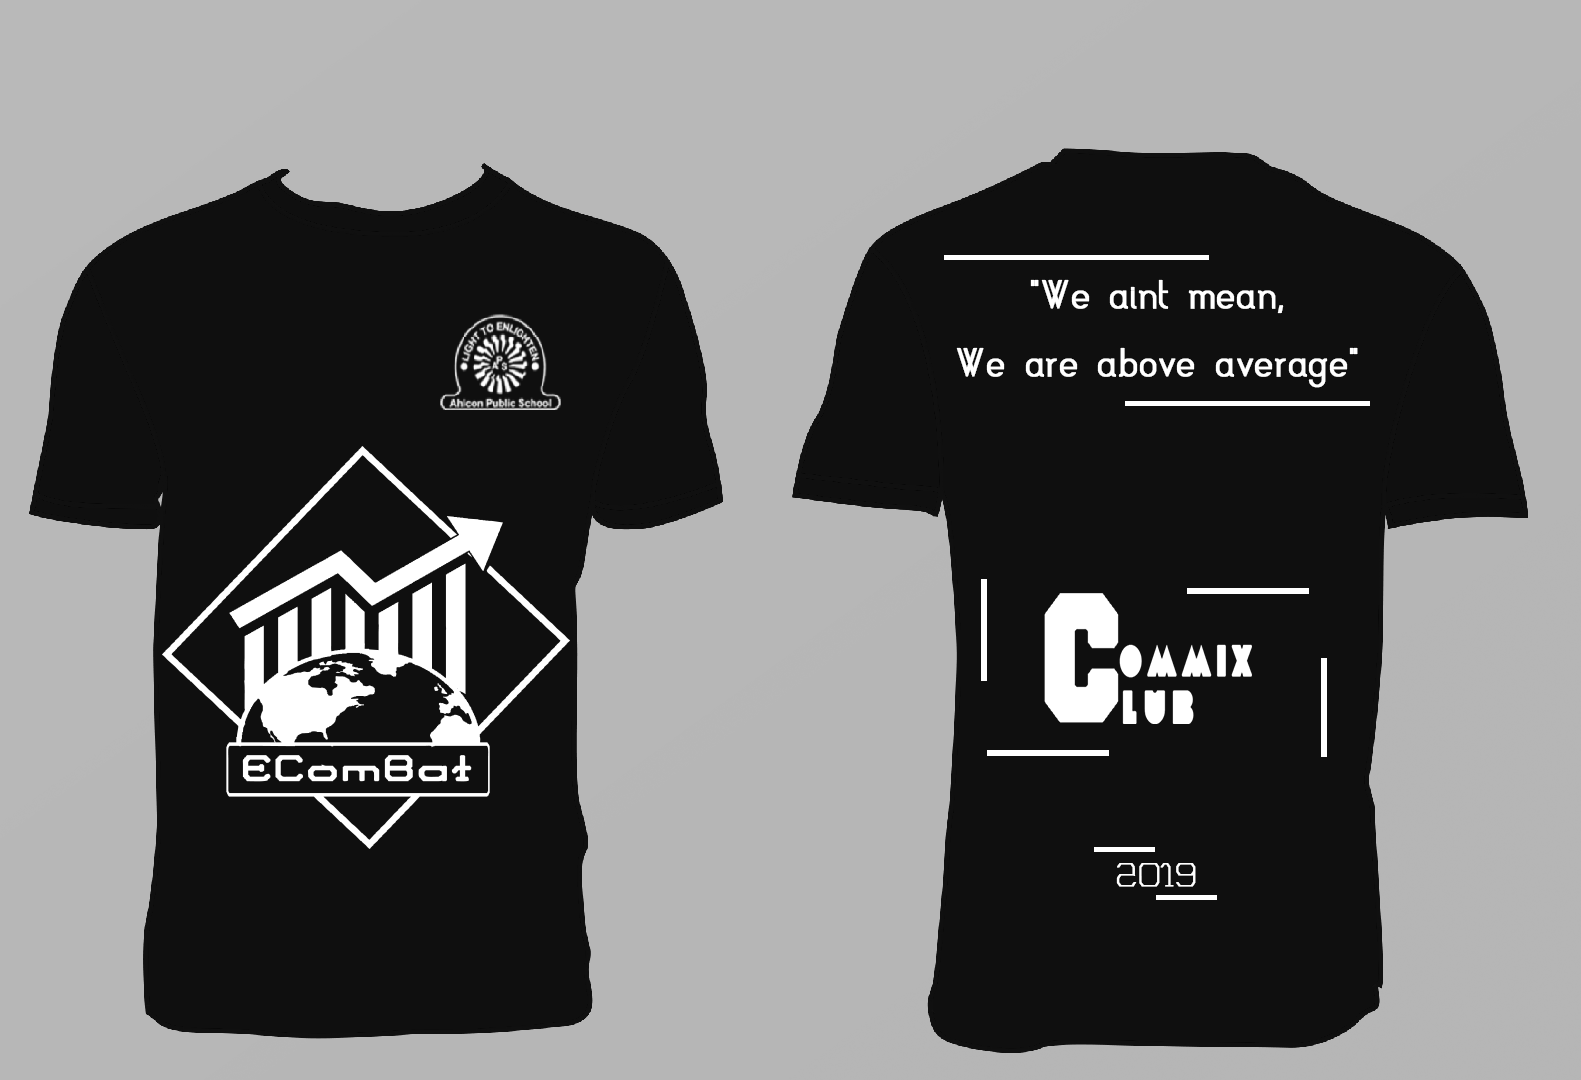 LIGHT TO ENLIGHTEN
P
A S
Ahicon Public School
EComBat
"We aint mean,
We are above average"
COMMIX
CLUB
2019